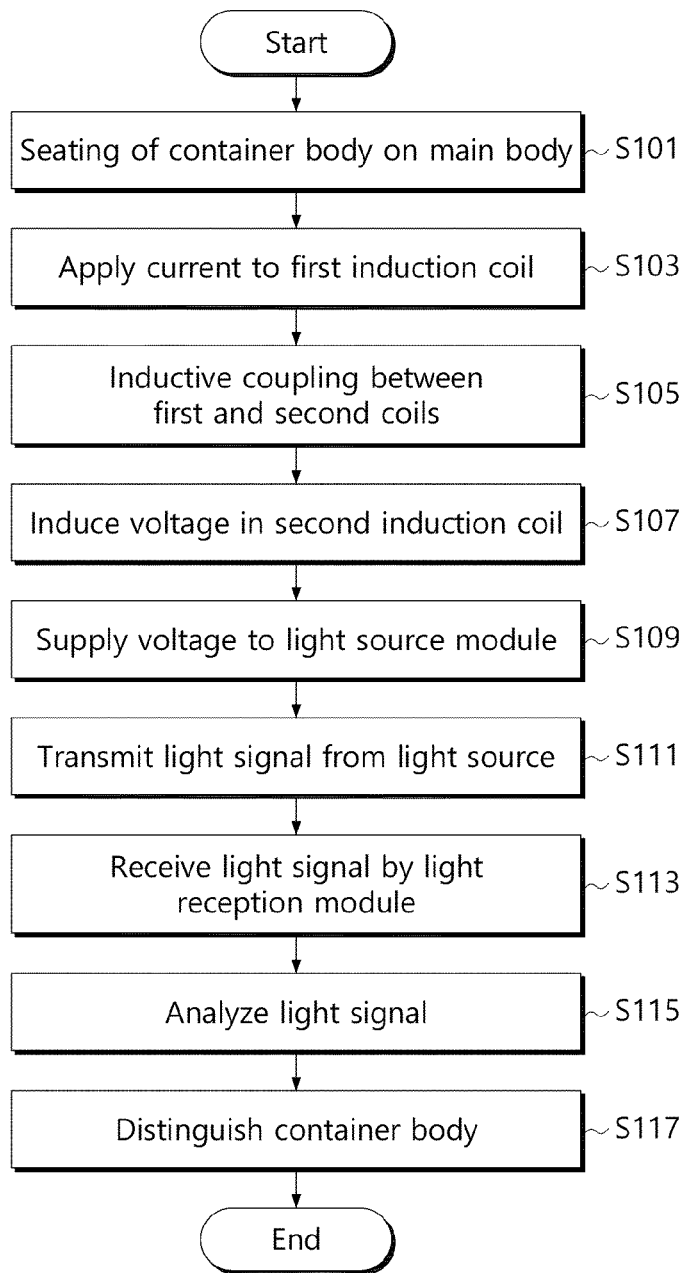 Start
Seating of container body on main body
S101
Apply current to first induction coil
S103
Inductive coupling between
first and second coils
S105
Induce voltage in second induction coil
S107
Supply voltage to light source module
S109
Transmit light signal from light source
S111
Receive light signal by light
reception module
S113
Analyze light signal
S115
Distinguish container body
S117
End